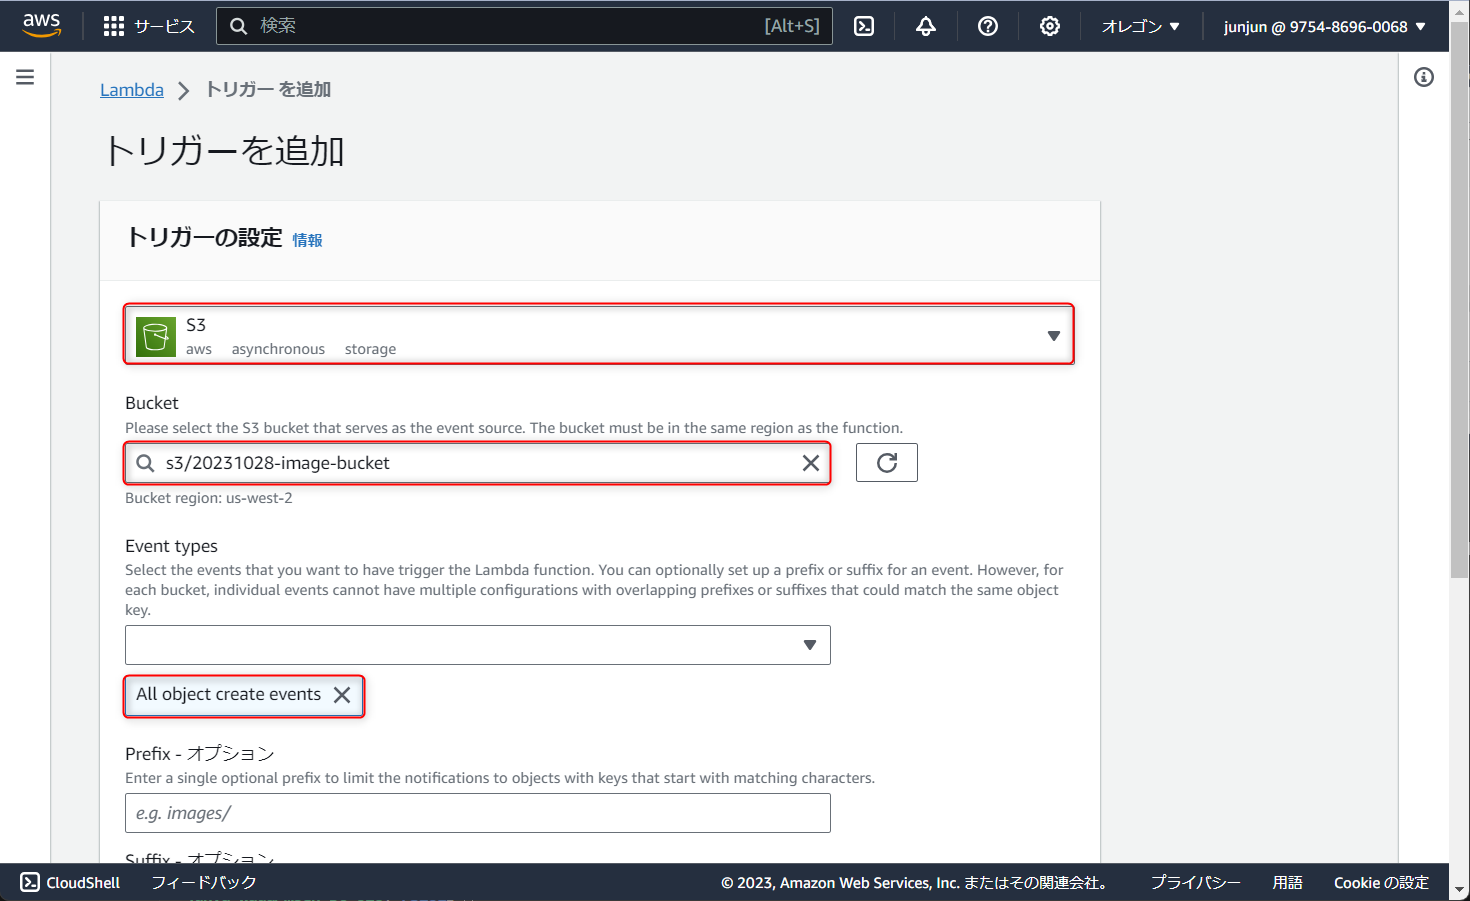 aws
サービス
検索
[Alt+S]
オレゴン ▼
junjun @ 9754-8696-0068 ▼
Lambda > トリガー を追加
トリガーを追加
トリガーの設定 情報
S3
aws asynchronous storage
Bucket
Please select the S3 bucket that serves as the event source. The bucket must be in the same region as the function.
s3/20231028-image-bucket
Bucket region: us-west-2
Event types
Select the events that you want to have trigger the Lambda function. You can optionally set up a prefix or suffix for an event. However, for
each bucket, individual events cannot have multiple configurations with overlapping prefixes or suffixes that could match the same object
key.
All object create events
Prefix - オプション
Enter a single optional prefix to limit the notifications to objects with keys that start with matching characters.
e.g. images/
Suffix - オプション
CloudShell
フィードバック
© 2023, Amazon Web Services, Inc. またはその関連会社。
プライバシー
用語
Cookie の設定